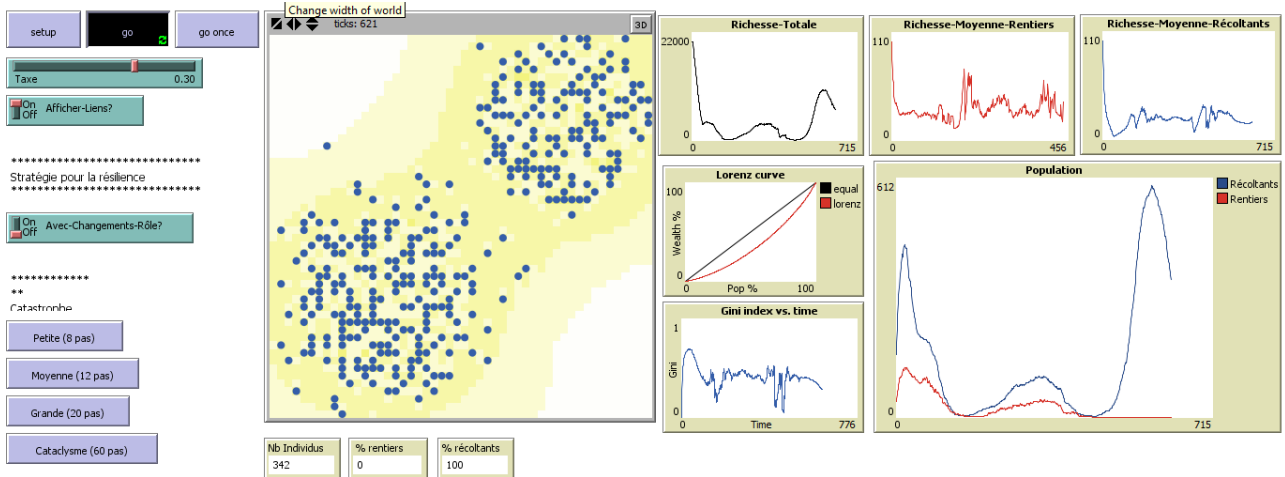 Change width of world
setup
go
go once
ticks: 621
3D
Taxe
0.30
On
Off
Afficher-Liens?
*****************************
Stratégie pour la résilience
*****************************
On
Off
Avec-Changements-Rôle?
************
**
Catastrophe
Petite (8 pas)
Moyenne (12 pas)
Grande (20 pas)
Cataclysme (60 pas)
Nb Individus
342
% rentiers
0
% récoltants
100
Richesse-Totale
22000
0
0
715
Richesse-Moyenne-Rentiers
110
0
0
456
Richesse-Moyenne-Récoltants
110
0
0
715
Lorenz curve
100
Wealth %
0
0
Pop %
100
equal
lorenz
Gini index vs. time
1
Gini
0
0
Time
776
Population
612
0
0
715
Récoltants
Rentiers